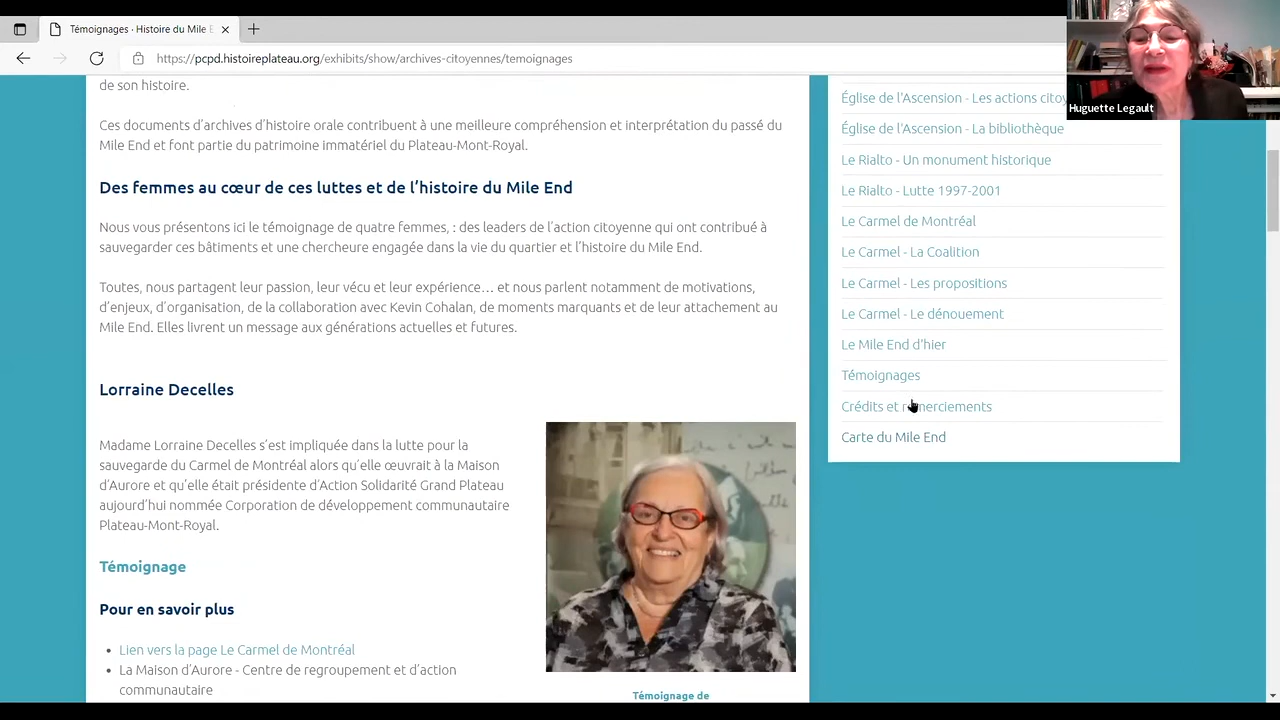 Témoignages · Histoire du Mile E
https://pcpd.histoireplateau.org/exhibits/show/archives-citoyennes/temoignages
Huguette Legault
de son histoire.
Ces documents d'archives d'histoire orale contribuent à une meilleure compréhension et interprétation du passé du
Mile End et font partie du patrimoine immatériel du Plateau-Mont-Royal.
Des femmes au cœur de ces luttes et de l'histoire du Mile End
Nous vous présentons ici le témoignage de quatre femmes, : des leaders de l'action citoyenne qui ont contribué à
sauvegarder ces bâtiments et une chercheure engagée dans la vie du quartier et l'histoire du Mile End.
Toutes, nous partagent leur passion, leur vécu et leur expérience… et nous parlent notamment de motivations,
d'enjeux, d'organisation, de la collaboration avec Kevin Cohalan, de moments marquants et de leur attachement au
Mile End. Elles livrent un message aux générations actuelles et futures.
Lorraine Decelles
Madame Lorraine Decelles s'est impliquée dans la lutte pour la
sauvegarde du Carmel de Montréal alors qu'elle œuvrait à la Maison
d'Aurore et qu'elle était présidente d'Action Solidarité Grand Plateau
aujourd'hui nommée Corporation de développement communautaire
Plateau-Mont-Royal.
Témoignage
Pour en savoir plus
• Lien vers la page Le Carmel de Montréal
• La Maison d'Aurore - Centre de regroupement et d'action
communautaire
Témoignage de
Église de l'Ascension - Les actions citoy
Église de l'Ascension - La bibliothèque
Le Rialto - Un monument historique
Le Rialto - Lutte 1997-2001
Le Carmel de Montréal
Le Carmel - La Coalition
Le Carmel - Les propositions
Le Carmel - Le dénouement
Le Mile End d'hier
Témoignages
Crédits et remerciements
Carte du Mile End